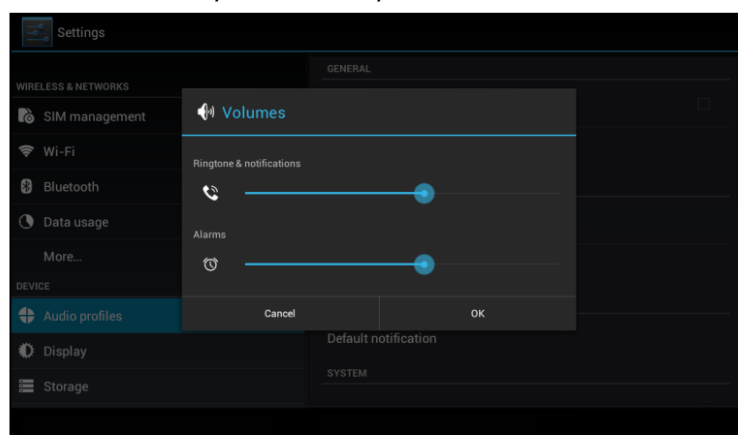 Settings
WIRELESS & NETWORKS
SIM management
Wi-Fi
Bluetooth
Data usage
More...
DEVICE
Audio profiles
Display
Storage
GENERAL
Volumes
Ringtone & notifications
Alarms
Cancel
OK
Default notification
SYSTEM